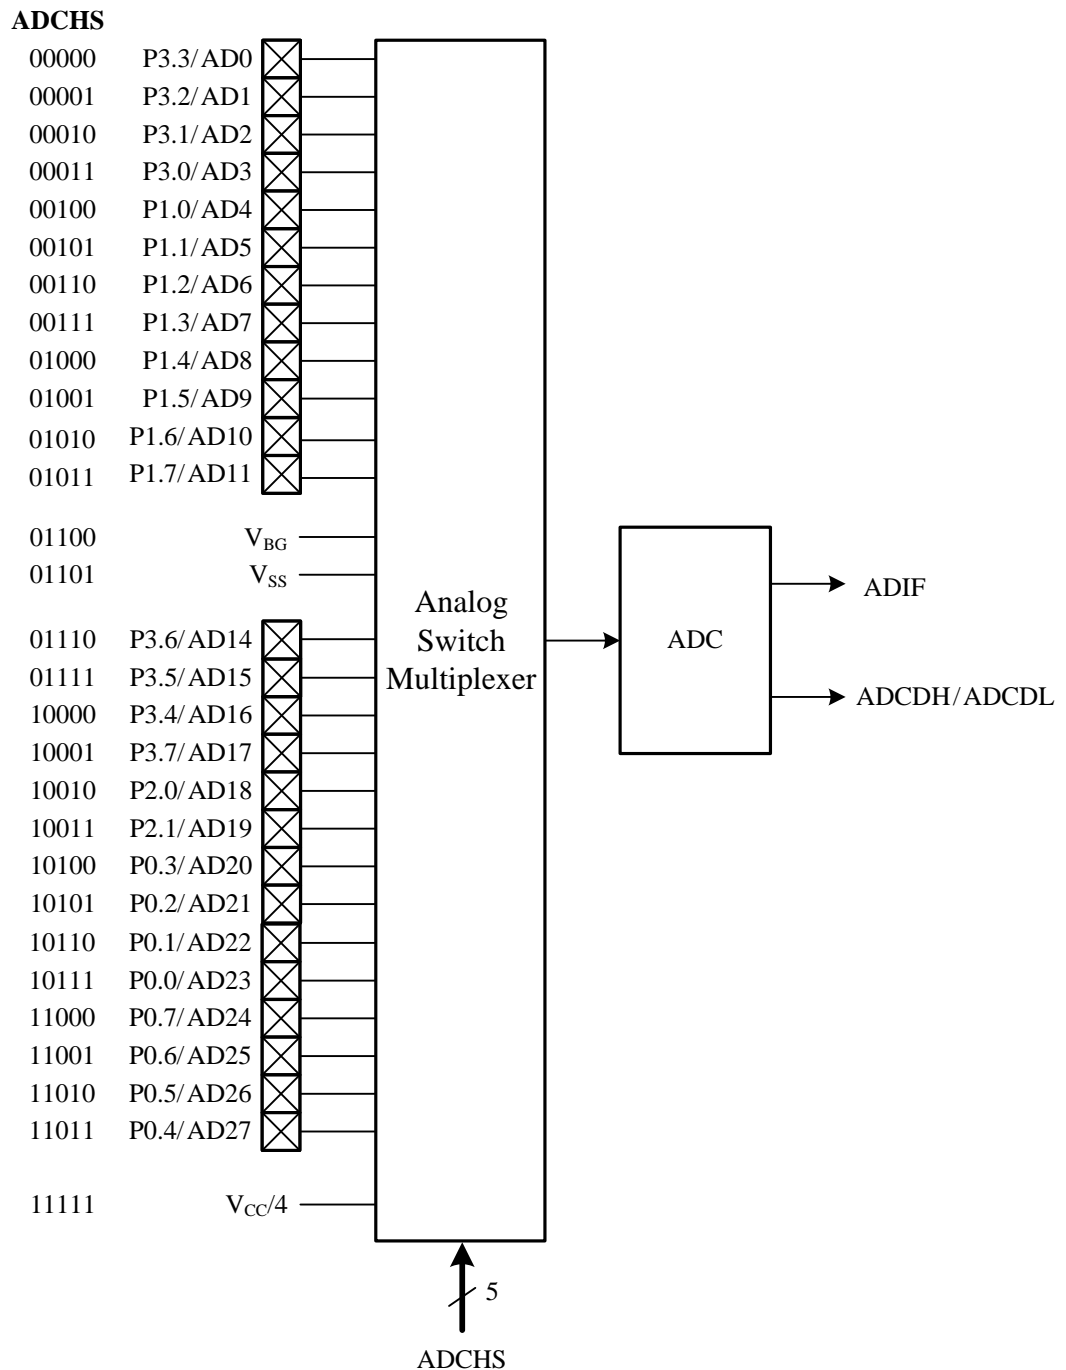 ADCHS
00000 P3.3/AD0
00001 P3.2/AD1
00010 P3.1/AD2
00011 P3.0/AD3
00100 P1.0/AD4
00101 P1.1/AD5
00110 P1.2/AD6
00111 P1.3/AD7
01000 P1.4/AD8
01001 P1.5/AD9
01010 P1.6/AD10
01011 P1.7/AD11
01100 VBG
01101 VSS
01110 P3.6/AD14
01111 P3.5/AD15
10000 P3.4/AD16
10001 P3.7/AD17
10010 P2.0/AD18
10011 P2.1/AD19
10100 P0.3/AD20
10101 P0.2/AD21
10110 P0.1/AD22
10111 P0.0/AD23
11000 P0.7/AD24
11001 P0.6/AD25
11010 P0.5/AD26
11011 P0.4/AD27
11111 VCC/4
Analog
Switch
Multiplexer
ADC
ADIF
ADCDH/ADCDL
5
ADCHS